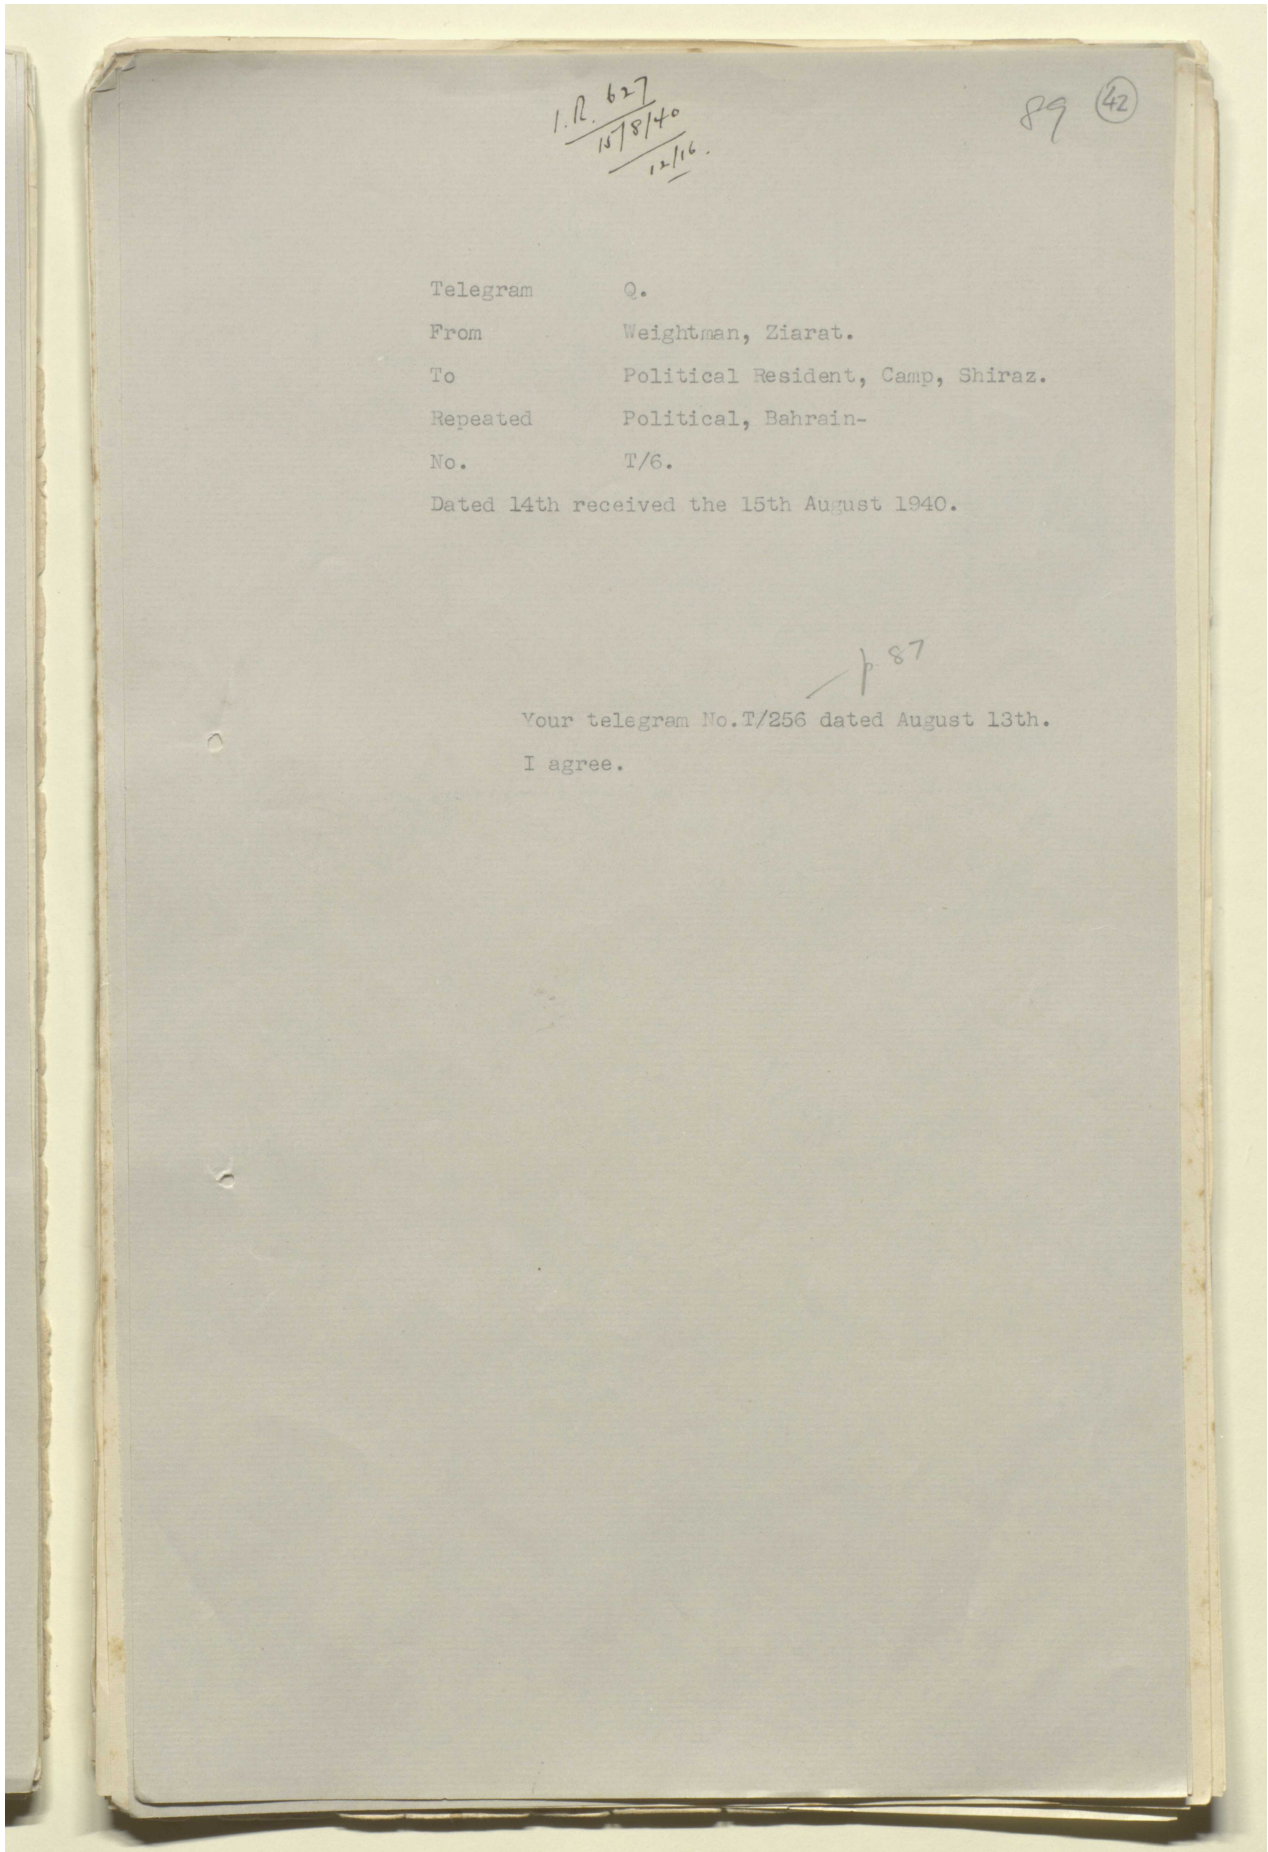 I.R. 627
15/8/40
12/16.
89 42
Telegram Q.
From Weightman, Ziarat.
To Political Resident, Camp, Shiraz.
Repeated Political, Bahrain-
No. T/6.
Dated 14th received the 15th August 1940.
p. 87
Your telegram No.T/256 dated August 13th.
I agree.